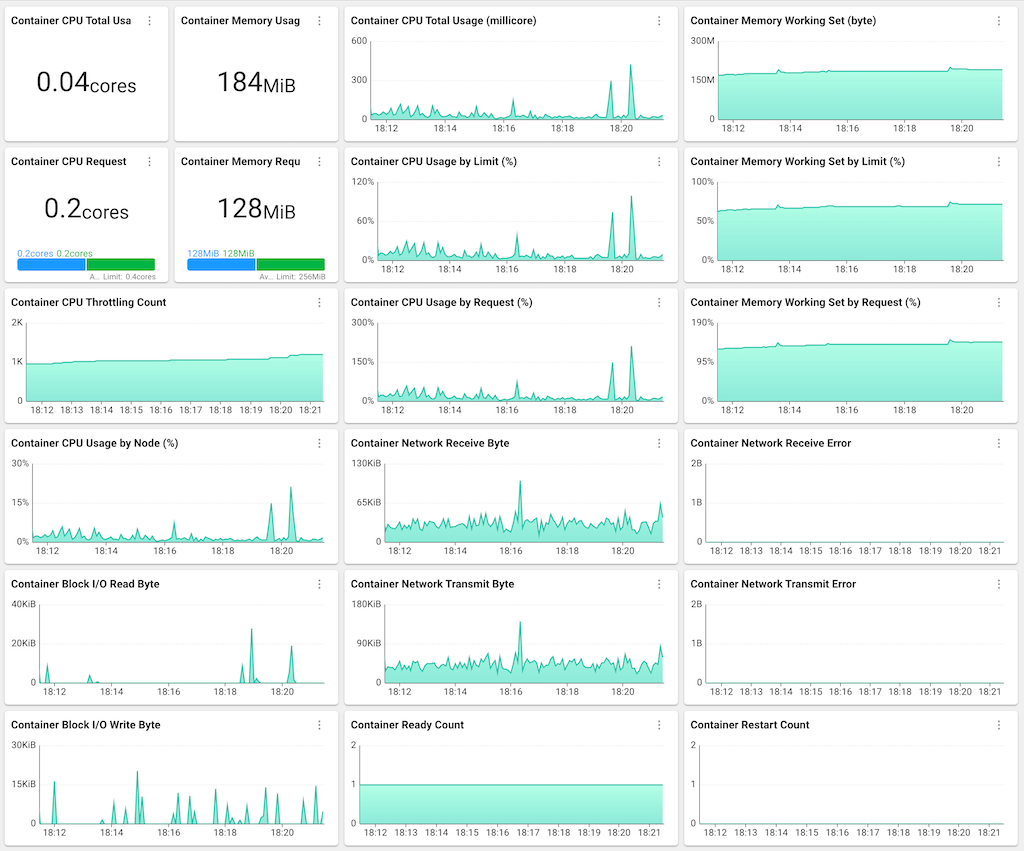 Container CPU Total Usa
0.04cores
Container Memory Usag
184MiB
Container CPU Total Usage (millicore)
600
300
0
18:12 18:14 18:16 18:18 18:20
Container Memory Working Set (byte)
300M
150M
0
18:12 18:14 18:16 18:18 18:20
Container CPU Request
0.2cores
0.2cores 0.2cores
A... Limit: 0.4cores
Container Memory Requ
128MiB
128MiB 128MiB
Av... Limit: 256MiB
Container CPU Usage by Limit (%)
120%
60%
0%
18:12 18:14 18:16 18:18 18:20
Container Memory Working Set by Limit (%)
100%
50%
0%
18:12 18:14 18:16 18:18 18:20
Container CPU Throttling Count
2K
1K
0
18:12 18:13 18:14 18:15 18:16 18:17 18:18 18:19 18:20 18:21
Container CPU Usage by Request (%)
300%
150%
0%
18:12 18:14 18:16 18:18 18:20
Container Memory Working Set by Request (%)
190%
95%
0%
18:12 18:14 18:16 18:18 18:20
Container CPU Usage by Node (%)
30%
15%
0%
18:12 18:14 18:16 18:18 18:20
Container Network Receive Byte
130KiB
65KiB
0
18:12 18:14 18:16 18:18 18:20
Container Network Receive Error
2B
1B
0
18:12 18:13 18:14 18:15 18:16 18:17 18:18 18:19 18:20 18:21
Container Block I/O Read Byte
40KiB
20KiB
0
18:12 18:14 18:16 18:18 18:20
Container Network Transmit Byte
180KiB
90KiB
0
18:12 18:14 18:16 18:18 18:20
Container Network Transmit Error
2B
1B
0
18:12 18:13 18:14 18:15 18:16 18:17 18:18 18:19 18:20 18:21
Container Block I/O Write Byte
30KiB
15KiB
0
18:12 18:14 18:16 18:18 18:20
Container Ready Count
2
1
0
18:12 18:13 18:14 18:15 18:16 18:17 18:18 18:19 18:20 18:21
Container Restart Count
2
1
0
18:12 18:13 18:14 18:15 18:16 18:17 18:18 18:19 18:20 18:21